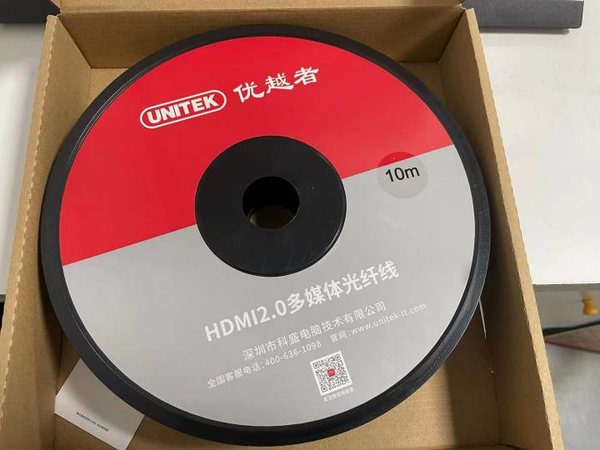 UNITEK 优越者
10m
HDMI2.0多媒体光纤线
深圳市科盛电脑技术有限公司
全国客服电话:400-636-1098 官网:www.unitek-it.com